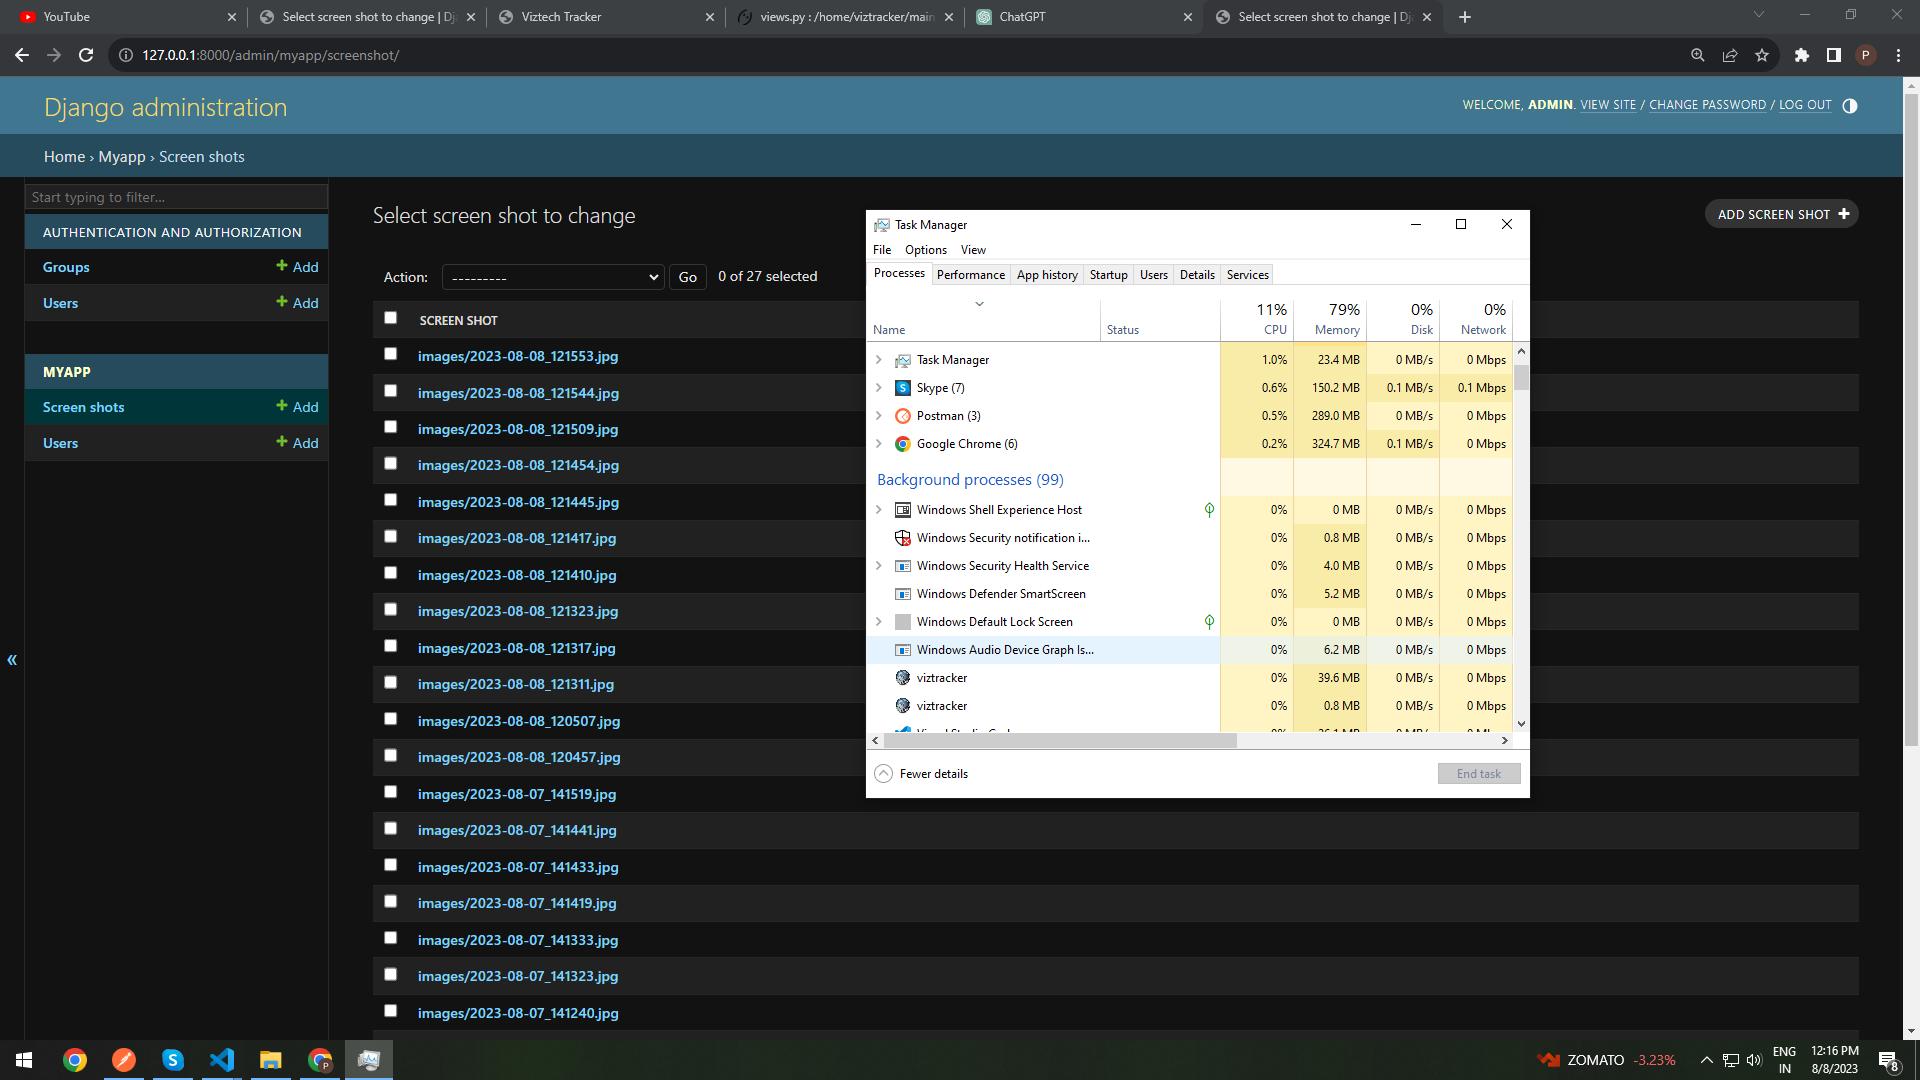 YouTube
Select screen shot to change | Dj
Viztech Tracker
views.py : /home/viztracker/main
ChatGPT
Select screen shot to change | Dj
127.0.0.1:8000/admin/myapp/screenshot/
P
Django administration
WELCOME, ADMIN. VIEW SITE / CHANGE PASSWORD / LOG OUT
Home › Myapp › Screen shots
Start typing to filter...
AUTHENTICATION AND AUTHORIZATION
Groups + Add
Users + Add
MYAPP
Screen shots + Add
Users + Add
«
Select screen shot to change
ADD SCREEN SHOT +
Action: --------- Go 0 of 27 selected
SCREEN SHOT
images/2023-08-08_121553.jpg
images/2023-08-08_121544.jpg
images/2023-08-08_121509.jpg
images/2023-08-08_121454.jpg
images/2023-08-08_121445.jpg
images/2023-08-08_121417.jpg
images/2023-08-08_121410.jpg
images/2023-08-08_121323.jpg
images/2023-08-08_121317.jpg
images/2023-08-08_121311.jpg
images/2023-08-08_120507.jpg
images/2023-08-08_120457.jpg
images/2023-08-07_141519.jpg
images/2023-08-07_141441.jpg
images/2023-08-07_141433.jpg
images/2023-08-07_141419.jpg
images/2023-08-07_141333.jpg
images/2023-08-07_141323.jpg
images/2023-08-07_141240.jpg
Task Manager
File Options View
Processes Performance App history Startup Users Details Services
11% 79% 0% 0%
Name Status CPU Memory Disk Network
Task Manager 1.0% 23.4 MB 0 MB/s 0 Mbps
Skype (7) 0.6% 150.2 MB 0.1 MB/s 0.1 Mbps
Postman (3) 0.5% 289.0 MB 0 MB/s 0 Mbps
Google Chrome (6) 0.2% 324.7 MB 0.1 MB/s 0 Mbps
Background processes (99)
Windows Shell Experience Host 0% 0 MB 0 MB/s 0 Mbps
Windows Security notification i... 0% 0.8 MB 0 MB/s 0 Mbps
Windows Security Health Service 0% 4.0 MB 0 MB/s 0 Mbps
Windows Defender SmartScreen 0% 5.2 MB 0 MB/s 0 Mbps
Windows Default Lock Screen 0% 0 MB 0 MB/s 0 Mbps
Windows Audio Device Graph Is... 0% 6.2 MB 0 MB/s 0 Mbps
viztracker 0% 39.6 MB 0 MB/s 0 Mbps
viztracker 0% 0.8 MB 0 MB/s 0 Mbps
Fewer details End task
ZOMATO -3.23%
ENG
IN
12:16 PM
8/8/2023
8